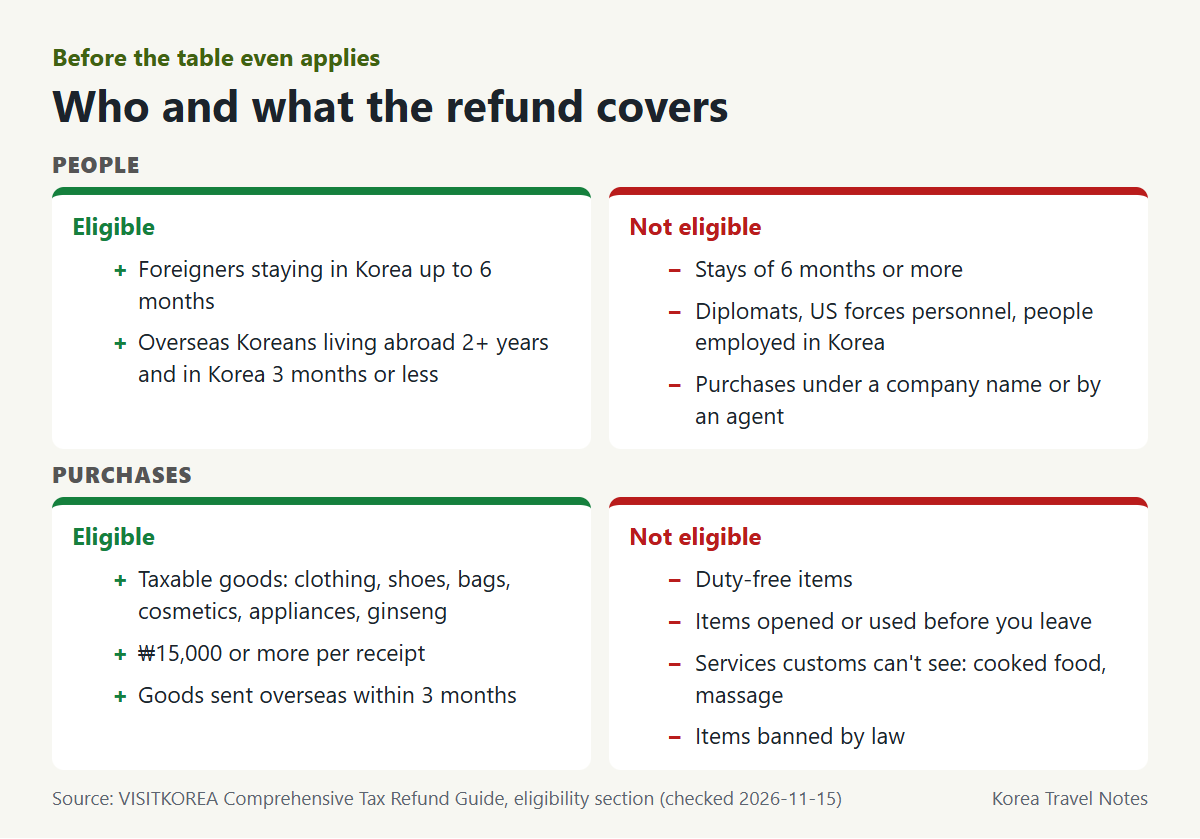 Before the table even applies
Who and what the refund covers
PEOPLE
Eligible
+ Foreigners staying in Korea up to 6
months
+ Overseas Koreans living abroad 2+ years
and in Korea 3 months or less
Not eligible
– Stays of 6 months or more
– Diplomats, US forces personnel, people
employed in Korea
– Purchases under a company name or by
an agent
PURCHASES
Eligible
+ Taxable goods: clothing, shoes, bags,
cosmetics, appliances, ginseng
+ ₩15,000 or more per receipt
+ Goods sent overseas within 3 months
Not eligible
– Duty-free items
– Items opened or used before you leave
– Services customs can't see: cooked food,
massage
– Items banned by law
Source: VISITKOREA Comprehensive Tax Refund Guide, eligibility section (checked 2026-11-15)
Korea Travel Notes